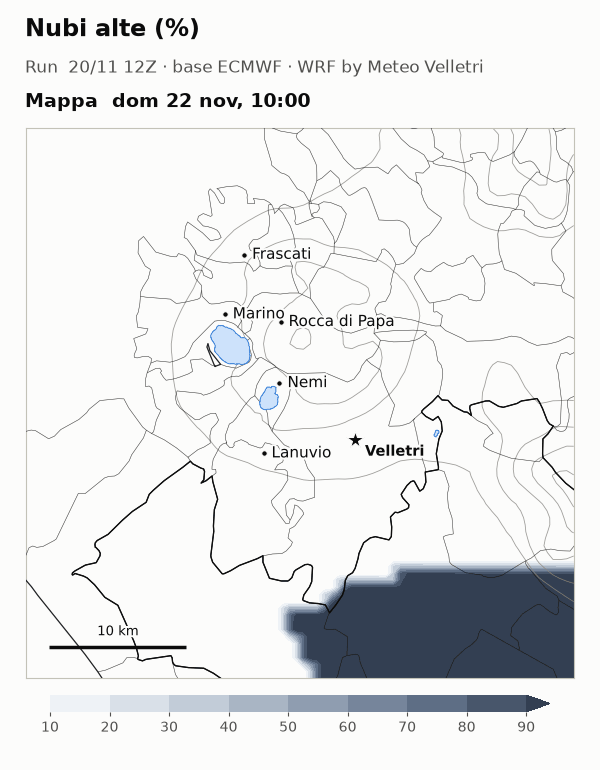 Nubi alte (%)
Run  20/11 12Z · base ECMWF · WRF by Meteo Velletri
Mappa  dom 22 nov, 10:00
Frascati
Marino
Rocca di Papa
Nemi
Velletri
Lanuvio
10 km
10 20 30 40 50 60 70 80 90